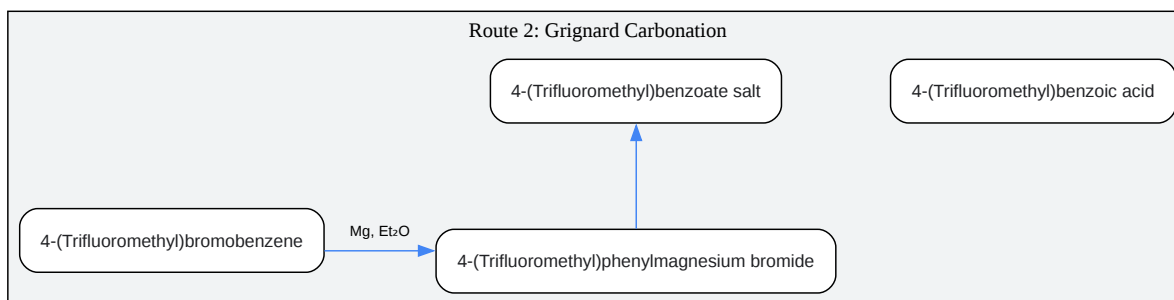 Route 2: Grignard Carbonation
4-(Trifluoromethyl)benzoate salt
4-(Trifluoromethyl)benzoic acid
4-(Trifluoromethyl)bromobenzene
Mg, Et₂O
4-(Trifluoromethyl)phenylmagnesium bromide